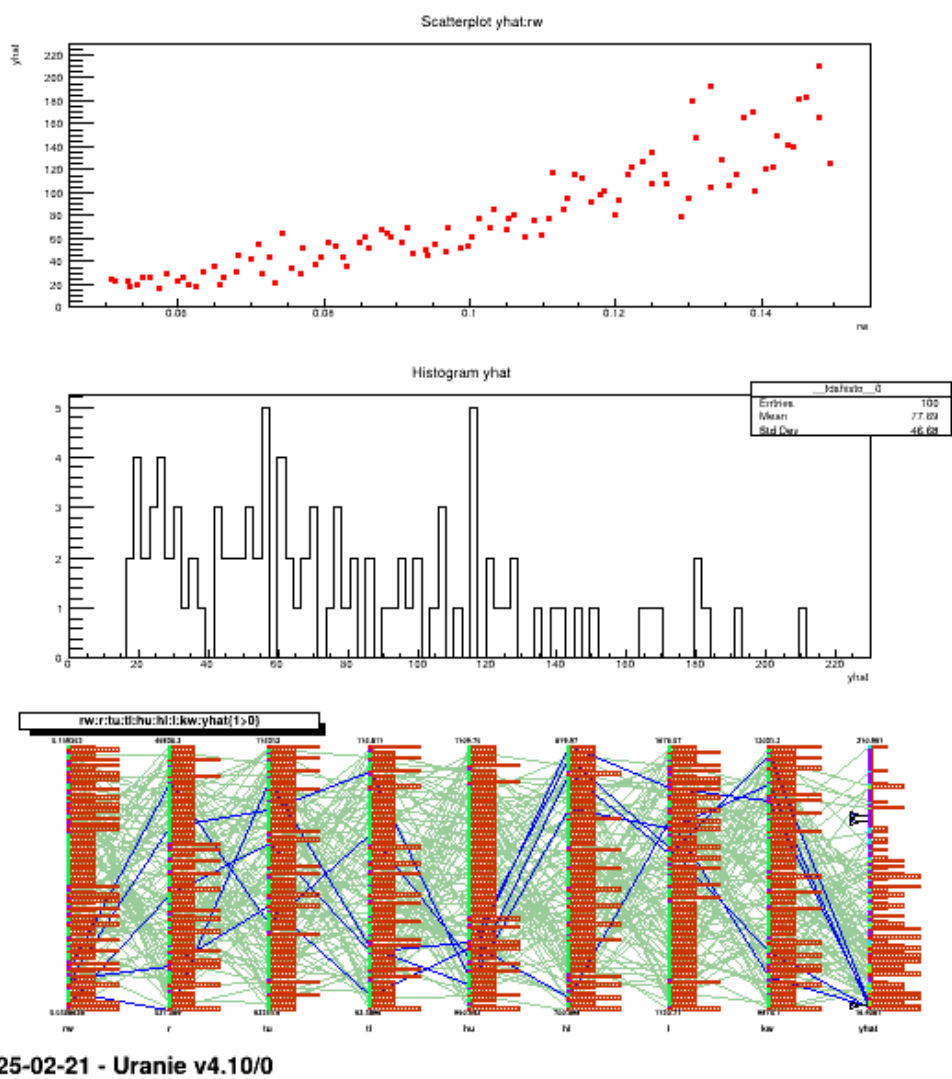 Scatterplot yhat:rw
yhat
220
200
180
160
140
120
100
80
60
40
20
0
0.06
0.08
0.1
0.12
0.14
rw
Histogram yhat
Entries 100
Mean 77.89
Std Dev 46.68
5
4
3
2
1
0
0 20 40 60 80 100 120 140 160 180 200 220
yhat
rw:r:tu:tl:hu:hl:l:kw:yhat{1>0}
rw r tu tl hu hl l kw yhat
25-02-21 - Uranie v4.10/0